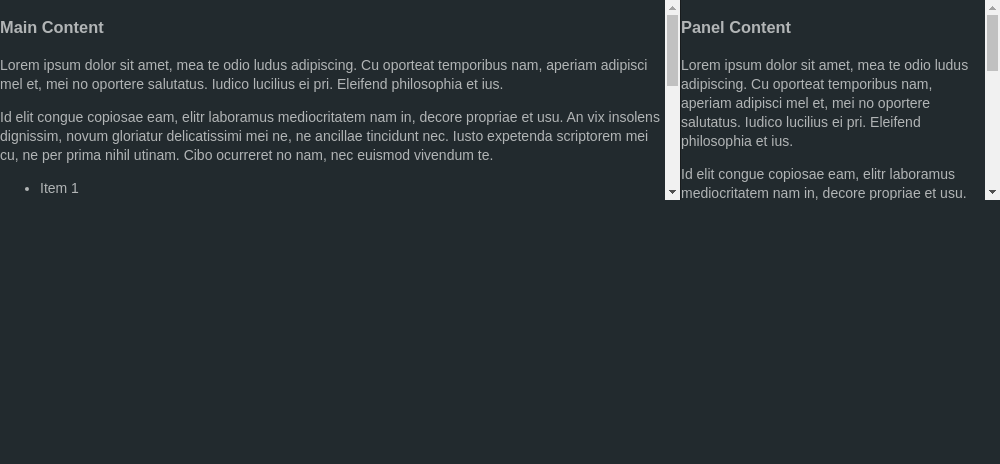 Main Content
Lorem ipsum dolor sit amet, mea te odio ludus adipiscing. Cu oporteat temporibus nam, aperiam adipisci
mel et, mei no oportere salutatus. Iudico lucilius ei pri. Eleifend philosophia et ius.
Id elit congue copiosae eam, elitr laboramus mediocritatem nam in, decore propriae et usu. An vix insolens
dignissim, novum gloriatur delicatissimi mei ne, ne ancillae tincidunt nec. Iusto expetenda scriptorem mei
cu, ne per prima nihil utinam. Cibo ocurreret no nam, nec euismod vivendum te.
• Item 1
Panel Content
Lorem ipsum dolor sit amet, mea te odio ludus
adipiscing. Cu oporteat temporibus nam,
aperiam adipisci mel et, mei no oportere
salutatus. Iudico lucilius ei pri. Eleifend
philosophia et ius.
Id elit congue copiosae eam, elitr laboramus
mediocritatem nam in, decore propriae et usu.